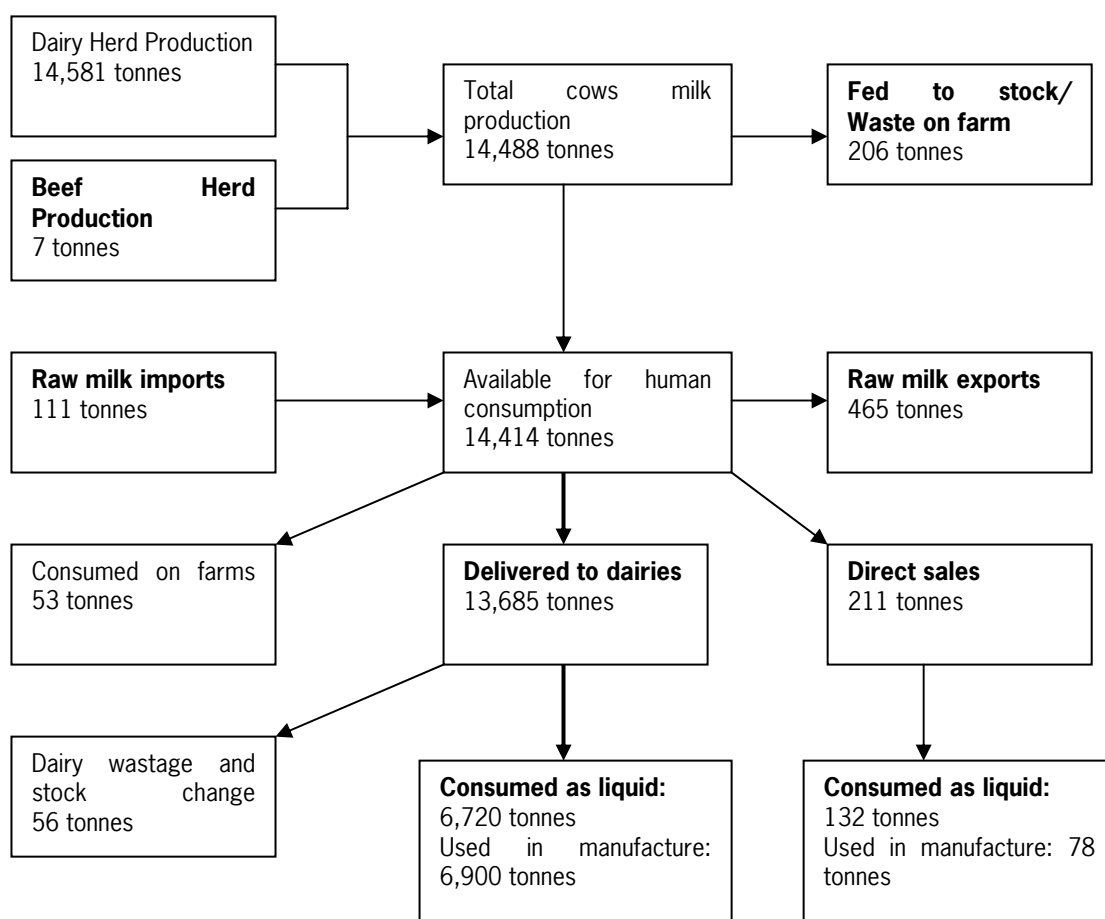 Dairy Herd Production
14,581 tonnes
Total cows milk
production
14,488 tonnes
Fed to stock/
Waste on farm
206 tonnes
Beef Herd
Production
7 tonnes
Raw milk imports
111 tonnes
Available for human
consumption
14,414 tonnes
Raw milk exports
465 tonnes
Consumed on farms
53 tonnes
Delivered to dairies
13,685 tonnes
Direct sales
211 tonnes
Dairy wastage and
stock change
56 tonnes
Consumed as liquid:
6,720 tonnes
Used in manufacture:
6,900 tonnes
Consumed as liquid:
132 tonnes
Used in manufacture: 78
tonnes